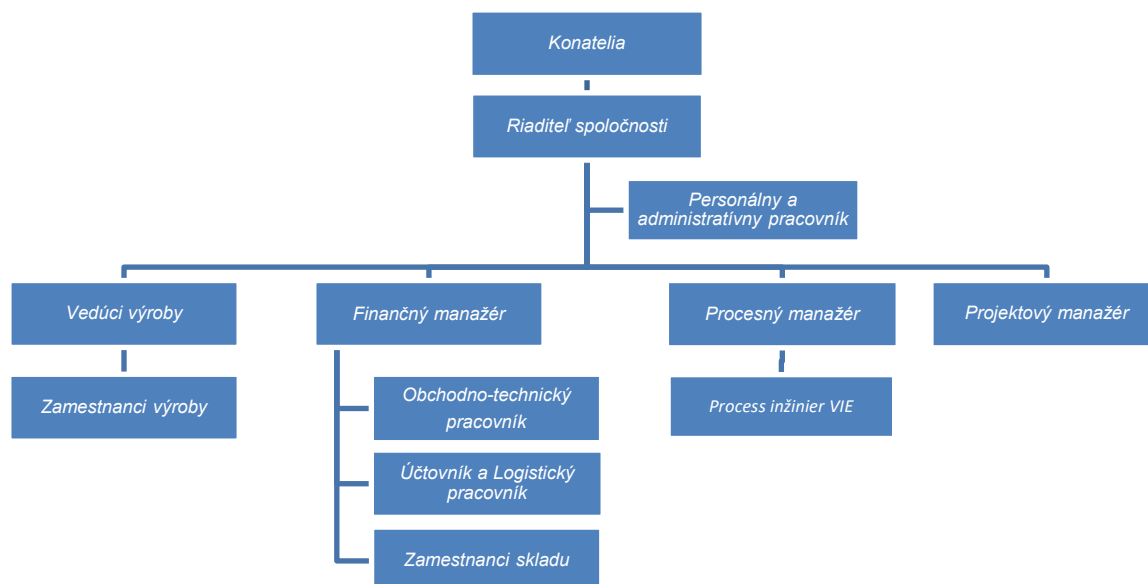 Konatelia
Riaditeľ spoločnosti
Personálny a
administratívny pracovník
Vedúci výroby
Finančný manažér
Procesný manažér
Projektový manažér
Zamestnanci výroby
Obchodno-technický
pracovník
Process inžinier VIE
Účtovník a Logistický
pracovník
Zamestnanci skladu